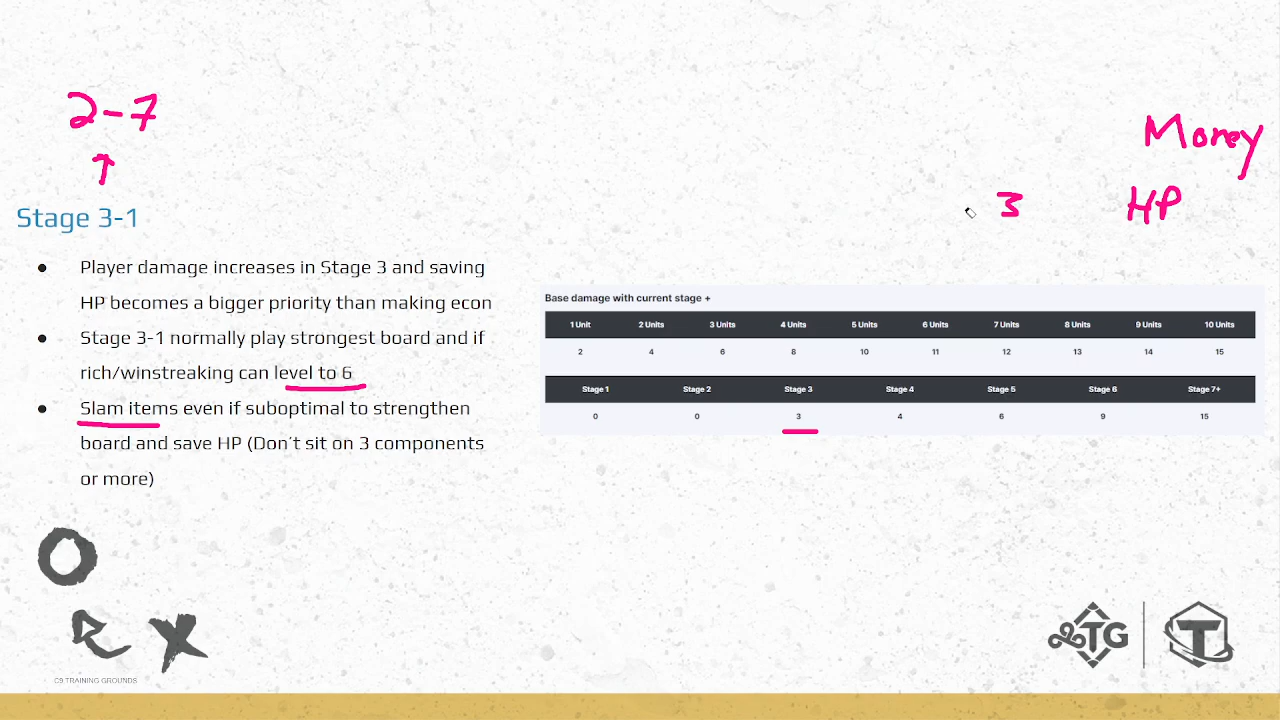 2-7
Money
3
HP
Stage 3-1
Player damage increases in Stage 3 and saving
HP becomes a bigger priority than making econ
Stage 3-1 normally play strongest board and if
rich/winstreaking can level to 6
Slam items even if suboptimal to strengthen
board and save HP (Don't sit on 3 components
or more)
Base damage with current stage +
1 Unit 2 Units 3 Units 4 Units 5 Units 6 Units 7 Units 8 Units 9 Units 10 Units
2 4 6 8 10 11 12 13 14 15
Stage 1 Stage 2 Stage 3 Stage 4 Stage 5 Stage 6 Stage 7+
0 0 3 4 6 9 15
TG
T
C9 TRAINING GROUNDS